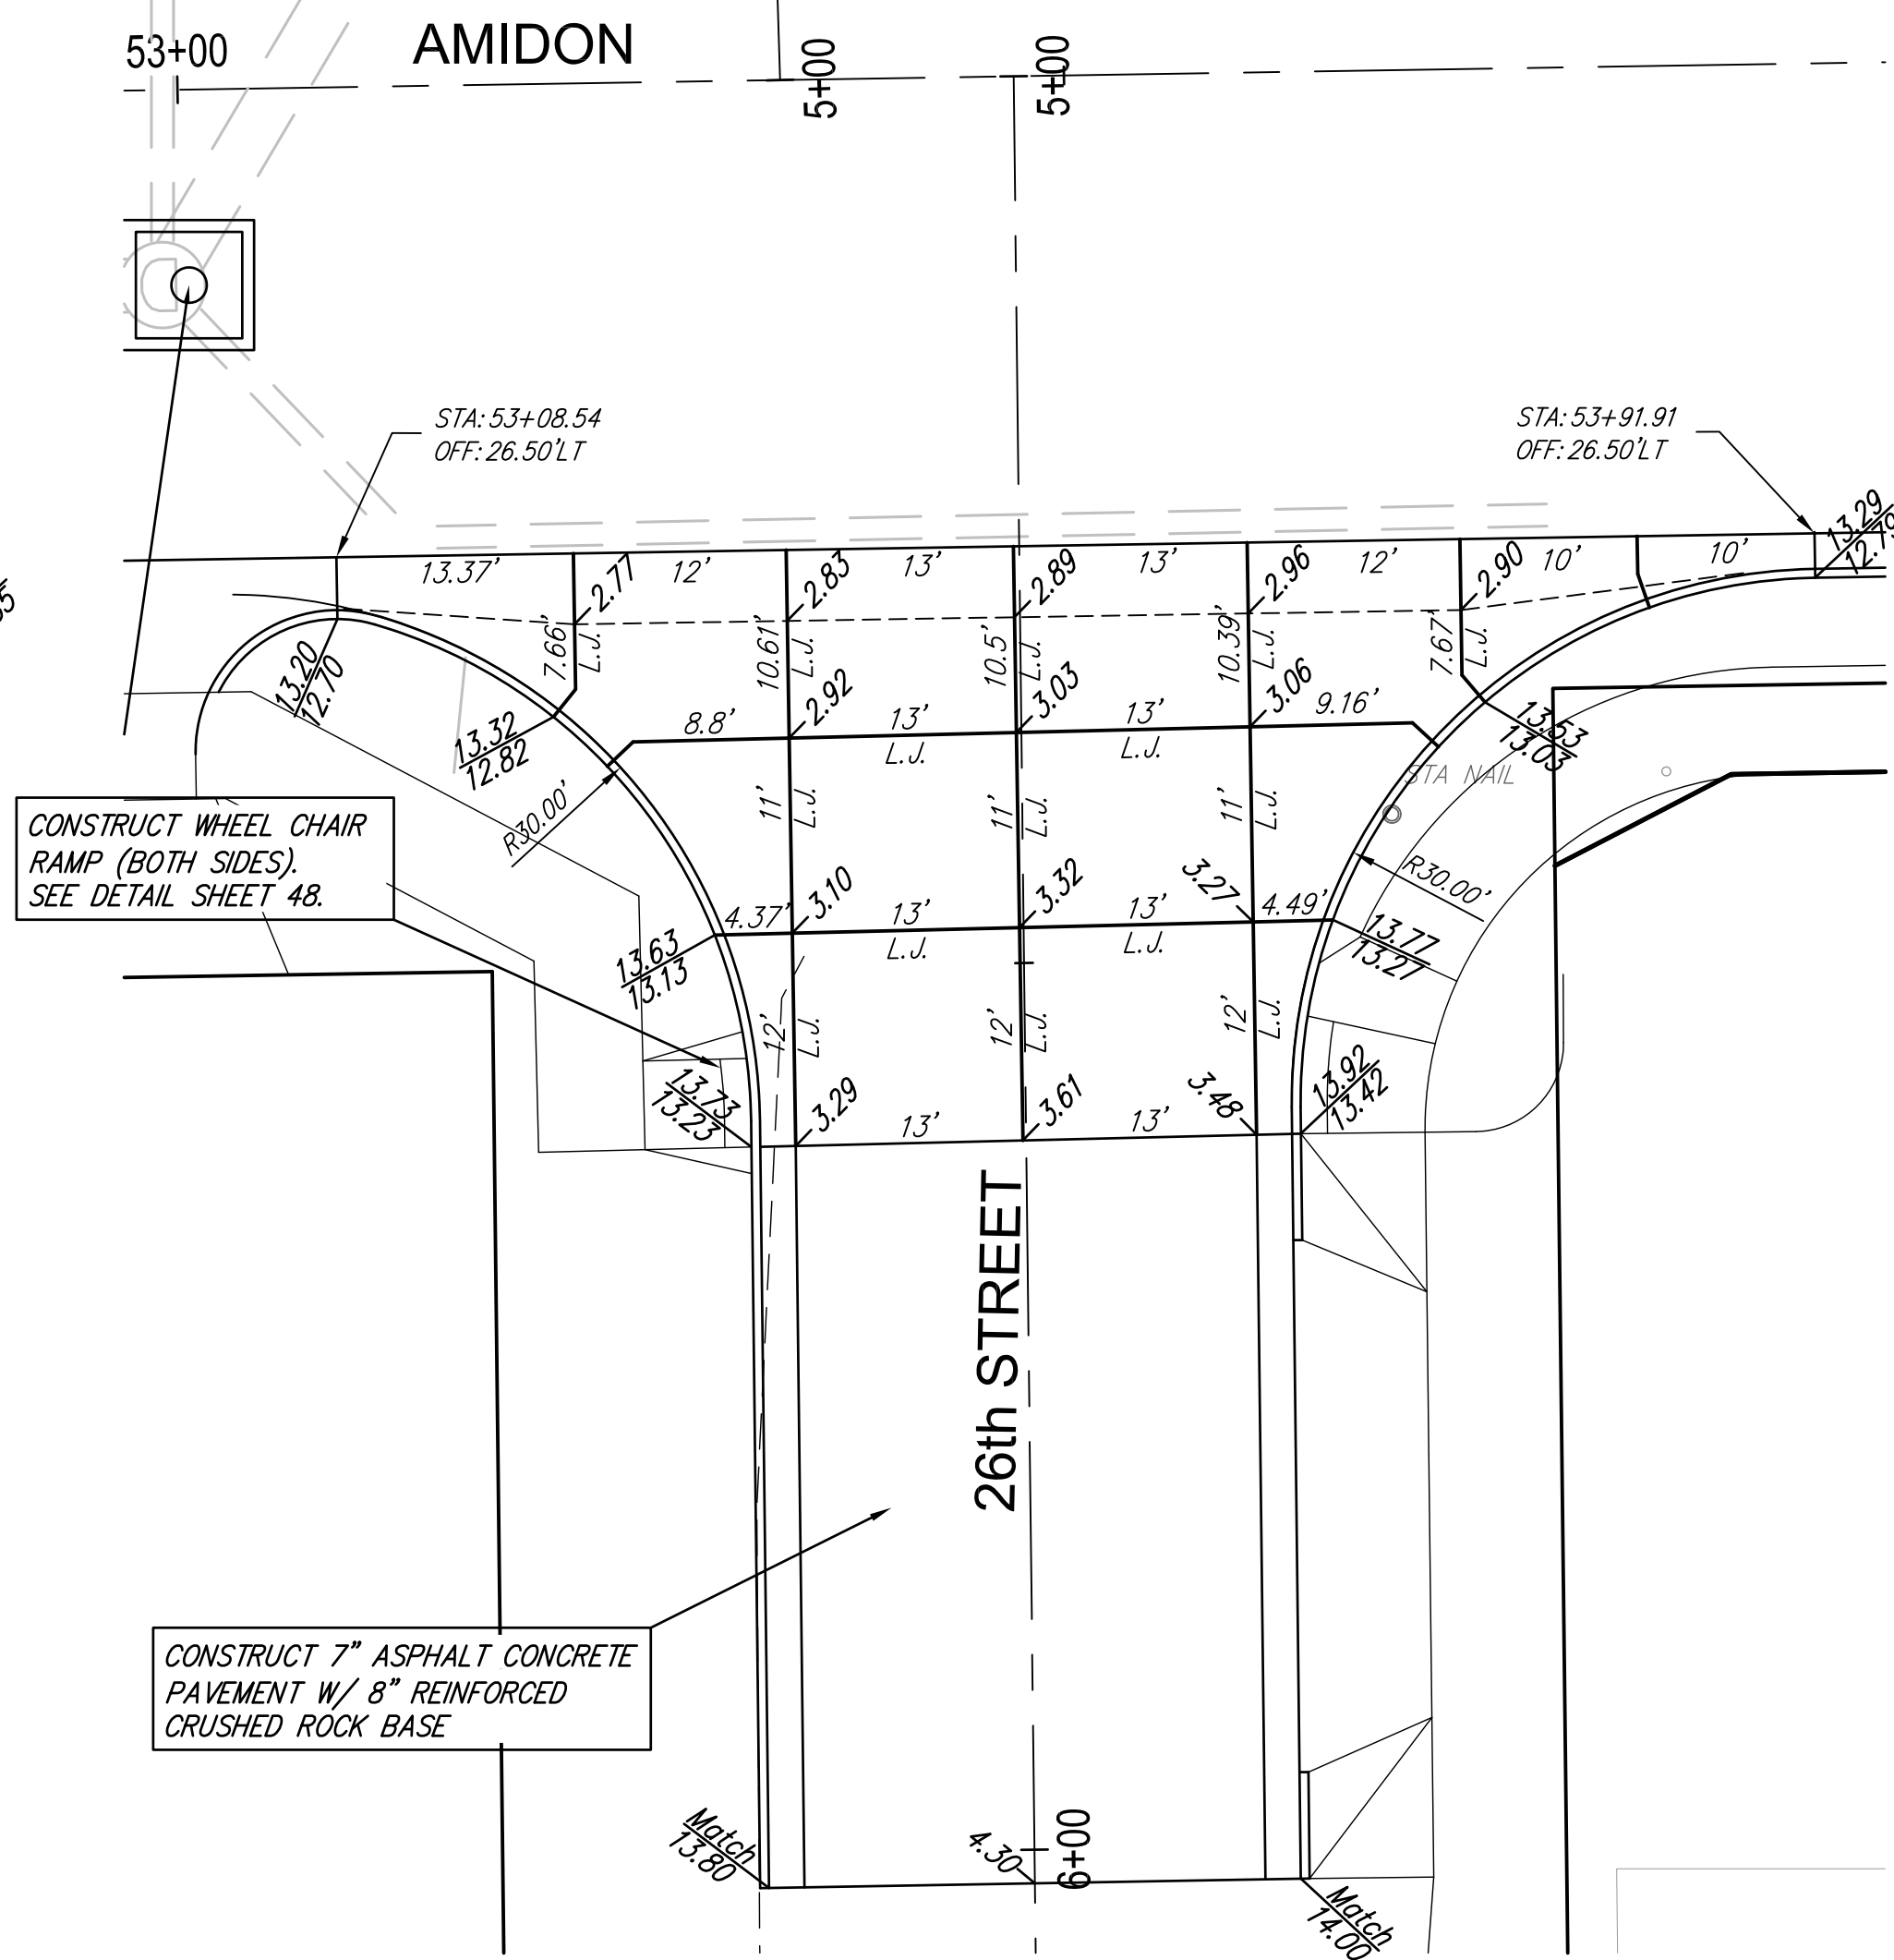 53+00
AMIDON
5+00
5+00
STA: 53+08.54
OFF: 26.50'LT
STA: 53+91.91
OFF: 26.50'LT
13.29
12.79
13.37'
2.77
12'
2.83
13'
2.89
13'
2.96
12'
2.90
10'
10'
7.66'
L.J.
10.61'
L.J.
10.5'
L.J.
10.39'
L.J.
7.67'
L.J.
13.20
12.70
2.92
3.03
3.06
13.32
12.82
8.8'
13'
L.J.
13'
L.J.
9.16'
13.53
13.03
STA NAIL
R30.00'
11'
L.J.
11'
L.J.
11'
L.J.
R30.00'
CONSTRUCT WHEEL CHAIR
RAMP (BOTH SIDES).
SEE DETAIL SHEET 48.
3.10
3.32
3.27
4.37'
13'
L.J.
13'
L.J.
4.49'
13.63
13.13
13.77
13.27
12'
L.J.
12'
L.J.
12'
L.J.
13.73
13.23
3.29
13'
3.61
13'
3.48
13.92
13.42
26th STREET
CONSTRUCT 7" ASPHALT CONCRETE
PAVEMENT W/ 8" REINFORCED
CRUSHED ROCK BASE
Match
13.80
4.30
6+00
Match
14.00